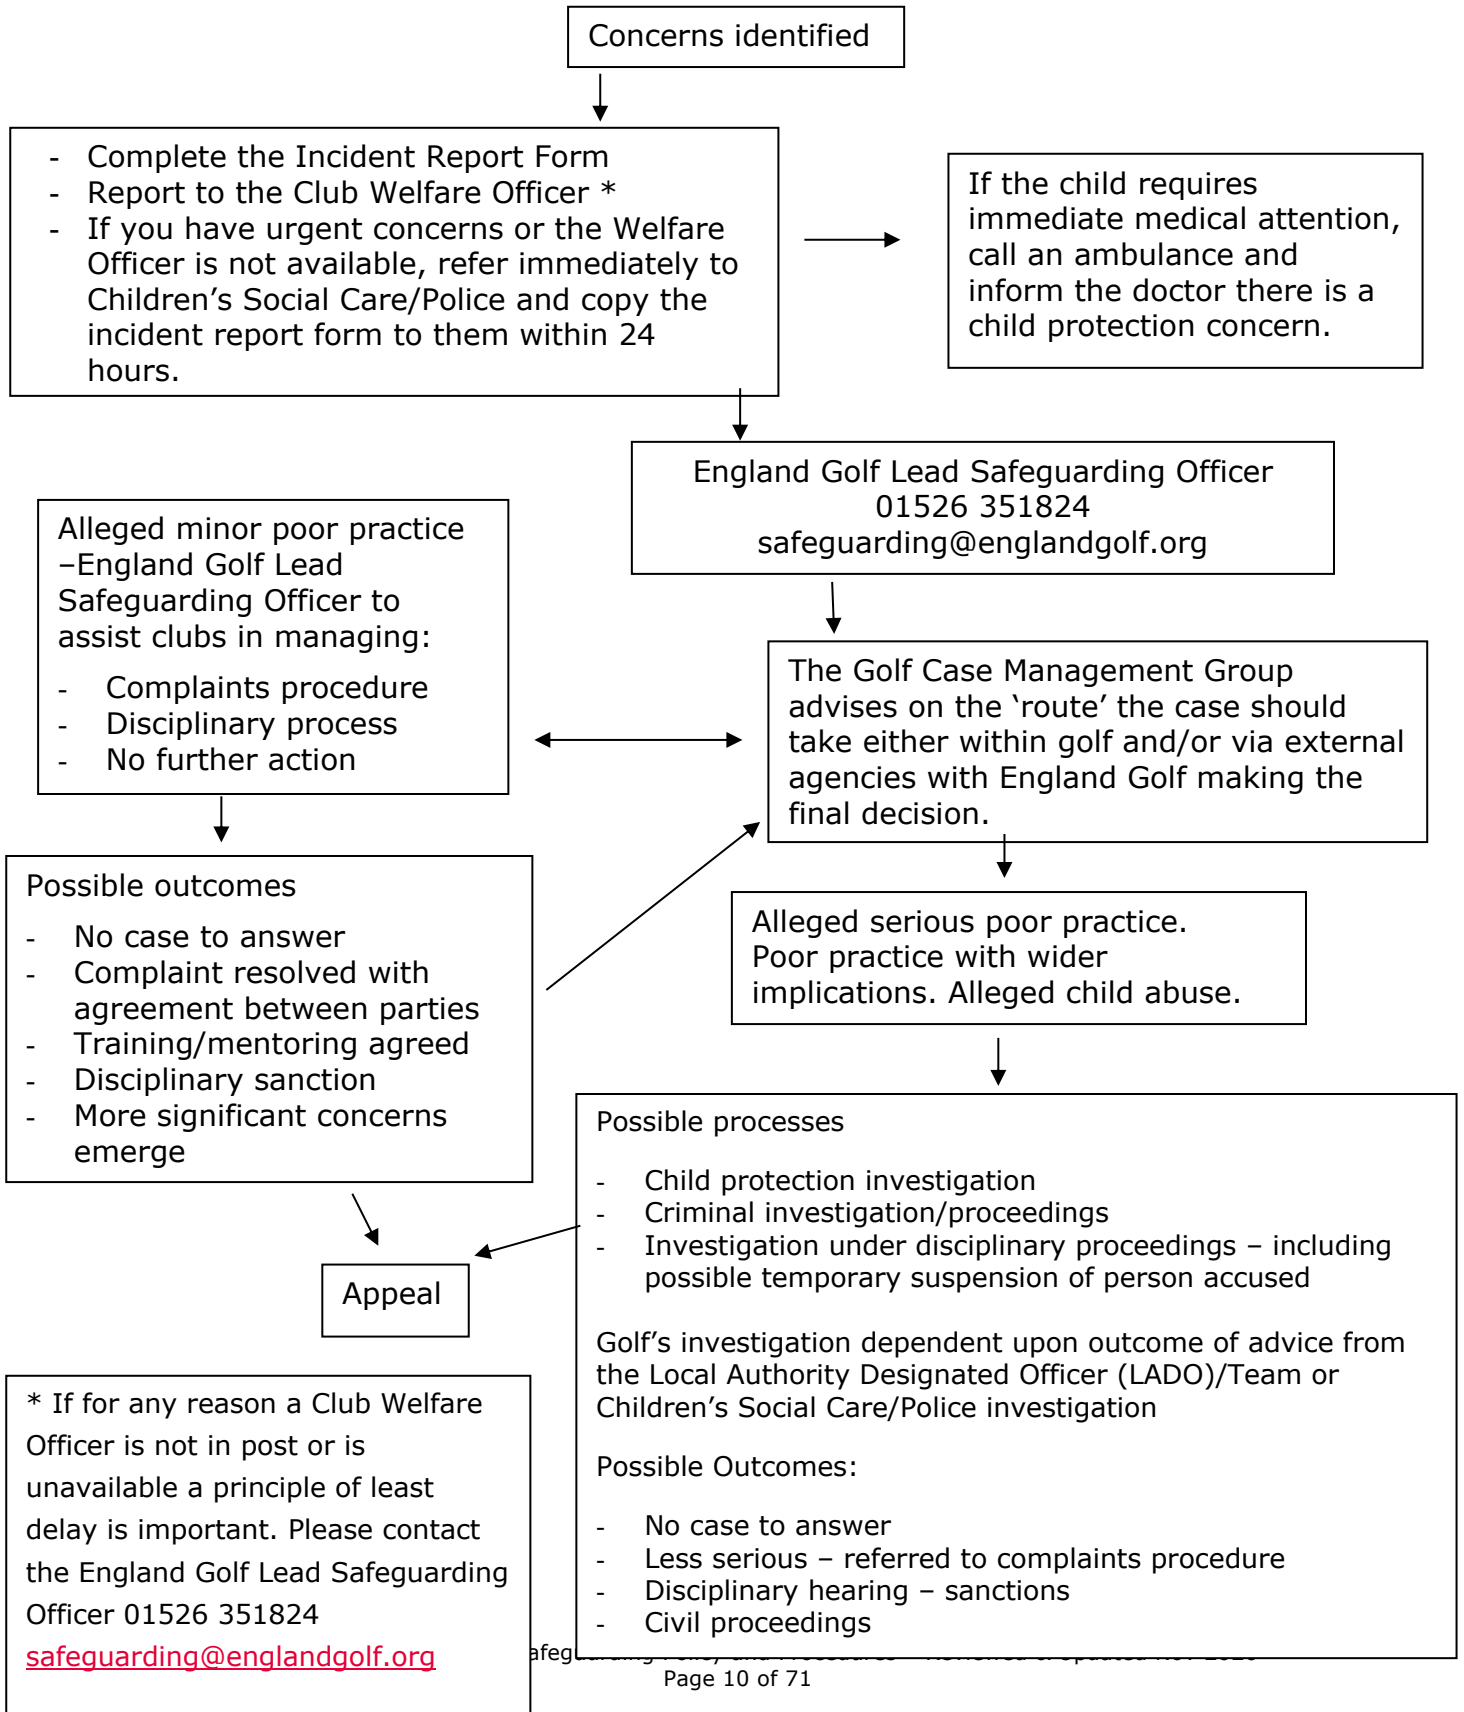 Concerns identified
- Complete the Incident Report Form
- Report to the Club Welfare Officer *
- If you have urgent concerns or the Welfare
Officer is not available, refer immediately to
Children’s Social Care/Police and copy the
incident report form to them within 24
hours.
If the child requires
immediate medical attention,
call an ambulance and
inform the doctor there is a
child protection concern.
England Golf Lead Safeguarding Officer
01526 351824
safeguarding@englandgolf.org
Alleged minor poor practice
–England Golf Lead
Safeguarding Officer to
assist clubs in managing:
- Complaints procedure
- Disciplinary process
- No further action
The Golf Case Management Group
advises on the ‘route’ the case should
take either within golf and/or via external
agencies with England Golf making the
final decision.
Possible outcomes
- No case to answer
- Complaint resolved with
agreement between parties
- Training/mentoring agreed
- Disciplinary sanction
- More significant concerns
emerge
Alleged serious poor practice.
Poor practice with wider
implications. Alleged child abuse.
Possible processes
- Child protection investigation
- Criminal investigation/proceedings
- Investigation under disciplinary proceedings – including
possible temporary suspension of person accused
Golf’s investigation dependent upon outcome of advice from
the Local Authority Designated Officer (LADO)/Team or
Children’s Social Care/Police investigation
Possible Outcomes:
- No case to answer
- Less serious – referred to complaints procedure
- Disciplinary hearing – sanctions
- Civil proceedings
Appeal
* If for any reason a Club Welfare
Officer is not in post or is
unavailable a principle of least
delay is important. Please contact
the England Golf Lead Safeguarding
Officer 01526 351824
safeguarding@englandgolf.org
Page 10 of 71